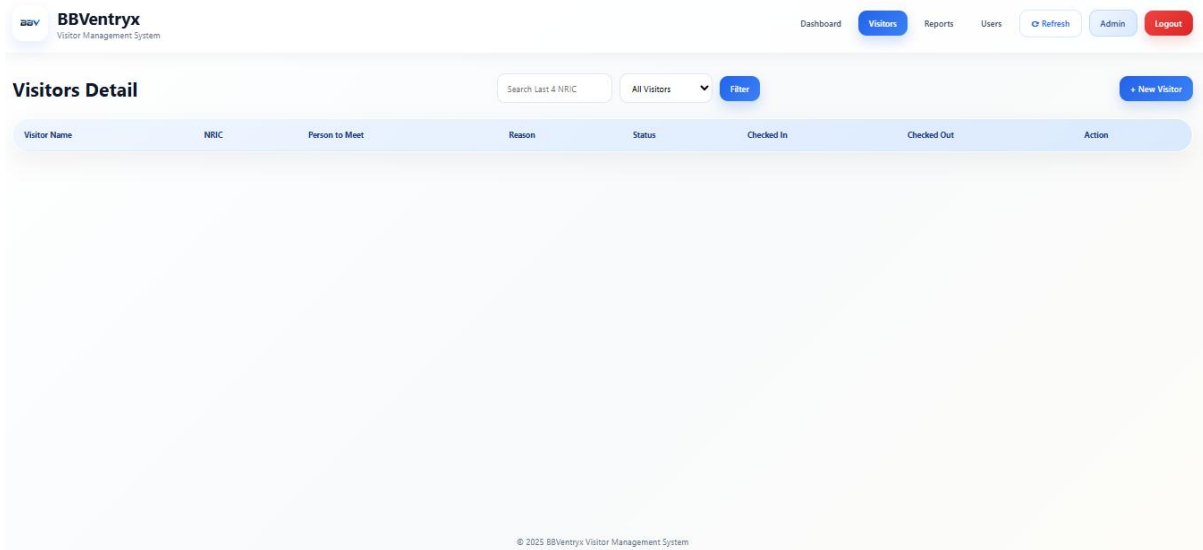 BBV
BBVentryx
Visitor Management System
Dashboard
Visitors
Reports
Users
Refresh
Admin
Logout
Visitors Detail
Search Last 4 NRIC
All Visitors
Filter
+ New Visitor
Visitor Name NRIC Person to Meet Reason Status Checked In Checked Out Action
© 2025 BBVentryx Visitor Management System